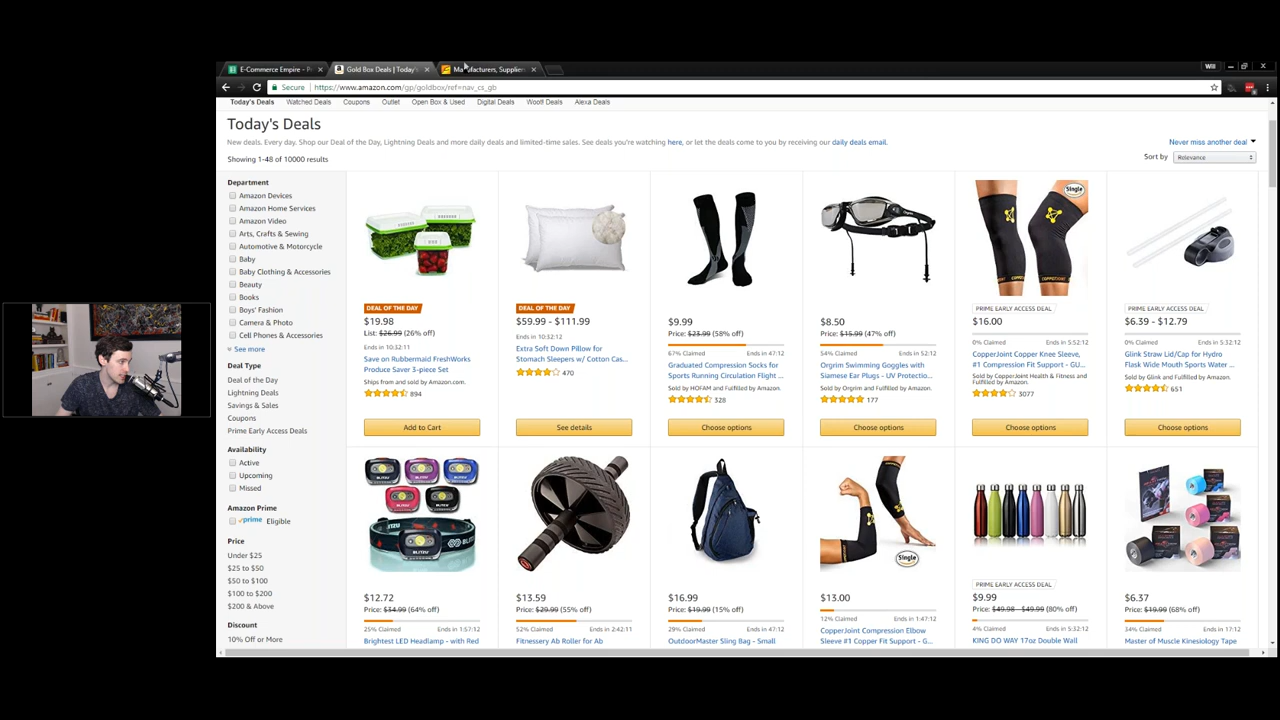 E-Commerce Empire - P
Gold Box Deals | Today's
Manufacturers, Suppliers
Will
Secure
https://www.amazon.com/gp/goldbox/ref=nav_cs_gb
Today's Deals Watched Deals Coupons Outlet Open Box & Used Digital Deals Woot! Deals Alexa Deals
Today's Deals
New deals. Every day. Shop our Deal of the Day, Lightning Deals and more daily deals and limited-time sales. See deals you're watching here, or let the deals come to you by receiving our daily deals email.
Never miss another deal
Showing 1-48 of 10000 results
Sort by Relevance
Department
Amazon Devices
Amazon Home Services
Amazon Video
Arts, Crafts & Sewing
Automotive & Motorcycle
Baby
Baby Clothing & Accessories
Beauty
Books
Boys' Fashion
Camera & Photo
Cell Phones & Accessories
See more
Deal Type
Deal of the Day
Lightning Deals
Savings & Sales
Coupons
Prime Early Access Deals
Availability
Active
Upcoming
Missed
Amazon Prime
prime Eligible
Price
Under $25
$25 to $50
$50 to $100
$100 to $200
$200 & Above
Discount
10% Off or More
DEAL OF THE DAY
$19.98
List: $26.99 (26% off)
Ends in 10:32:11
Save on Rubbermaid FreshWorks
Produce Saver 3-piece Set
Ships from and sold by Amazon.com.
894
Add to Cart
DEAL OF THE DAY
$59.99 - $111.99
Ends in 10:32:12
Extra Soft Down Pillow for
Stomach Sleepers w/ Cotton Cas...
470
See details
$9.99
Price: $23.99 (58% off)
67% Claimed Ends in 47:12
Graduated Compression Socks for
Sports Running Circulation Flight ...
Sold by HOFAM and Fulfilled by Amazon.
328
Choose options
$8.50
Price: $15.99 (47% off)
54% Claimed Ends in 52:12
Orgrim Swimming Goggles with
Siamese Ear Plugs - UV Protectio...
Sold by Orgrim and Fulfilled by Amazon.
177
Choose options
Single
PRIME EARLY ACCESS DEAL
$16.00
0% Claimed Ends in 5:52:12
CopperJoint Copper Knee Sleeve,
#1 Compression Fit Support - GU...
Sold by CopperJoint Health & Fitness and
Fulfilled by Amazon.
3077
Choose options
PRIME EARLY ACCESS DEAL
$6.39 - $12.79
0% Claimed Ends in 5:32:12
Glink Straw Lid/Cap for Hydro
Flask Wide Mouth Sports Water ...
Sold by Glink and Fulfilled by Amazon.
651
Choose options
BLITZU
$12.72
Price: $34.99 (64% off)
25% Claimed Ends in 1:57:12
Brightest LED Headlamp - with Red
$13.59
Price: $29.99 (55% off)
52% Claimed Ends in 2:42:11
Fitnessery Ab Roller for Ab
$16.99
Price: $19.99 (15% off)
29% Claimed Ends in 47:12
OutdoorMaster Sling Bag - Small
Single
$13.00
12% Claimed Ends in 1:47:12
CopperJoint Compression Elbow
Sleeve #1 Copper Fit Support - G...
PRIME EARLY ACCESS DEAL
$9.99
Price: $49.98 - $49.99 (80% off)
4% Claimed Ends in 5:32:12
KING DO WAY 17oz Double Wall
$6.37
Price: $19.99 (68% off)
34% Claimed Ends in 17:12
Master of Muscle Kinesiology Tape